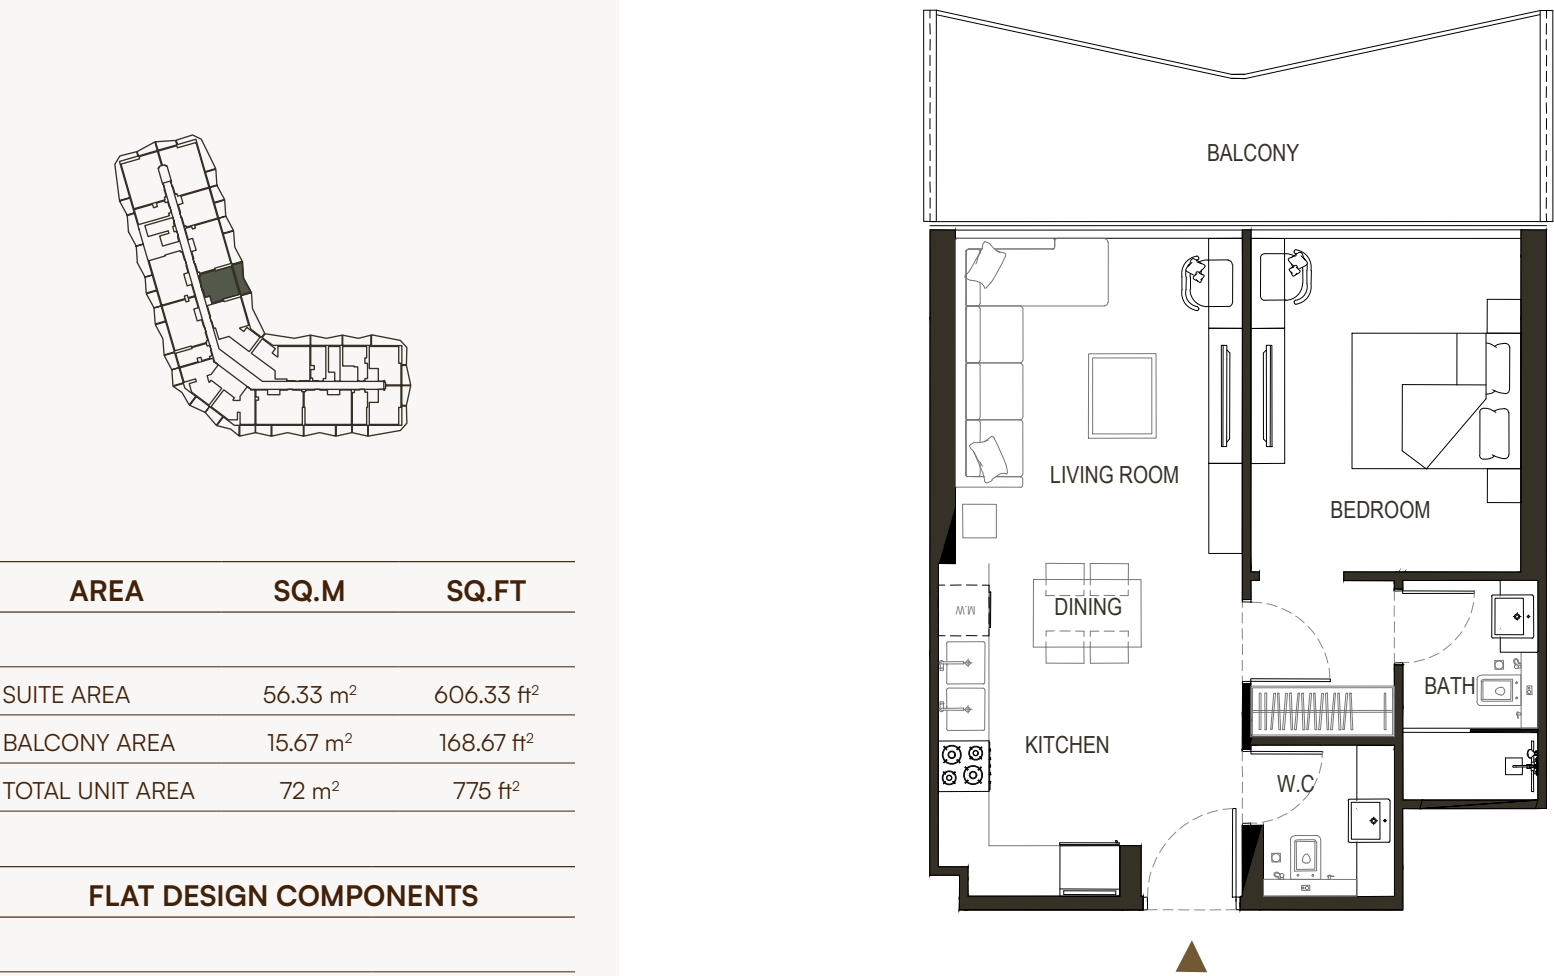 AREA SQ.M SQ.FT
SUITE AREA 56.33 m² 606.33 ft²
BALCONY AREA 15.67 m² 168.67 ft²
TOTAL UNIT AREA 72 m² 775 ft²
FLAT DESIGN COMPONENTS
BALCONY
LIVING ROOM
BEDROOM
DINING
M.W
BATH
KITCHEN
W.C